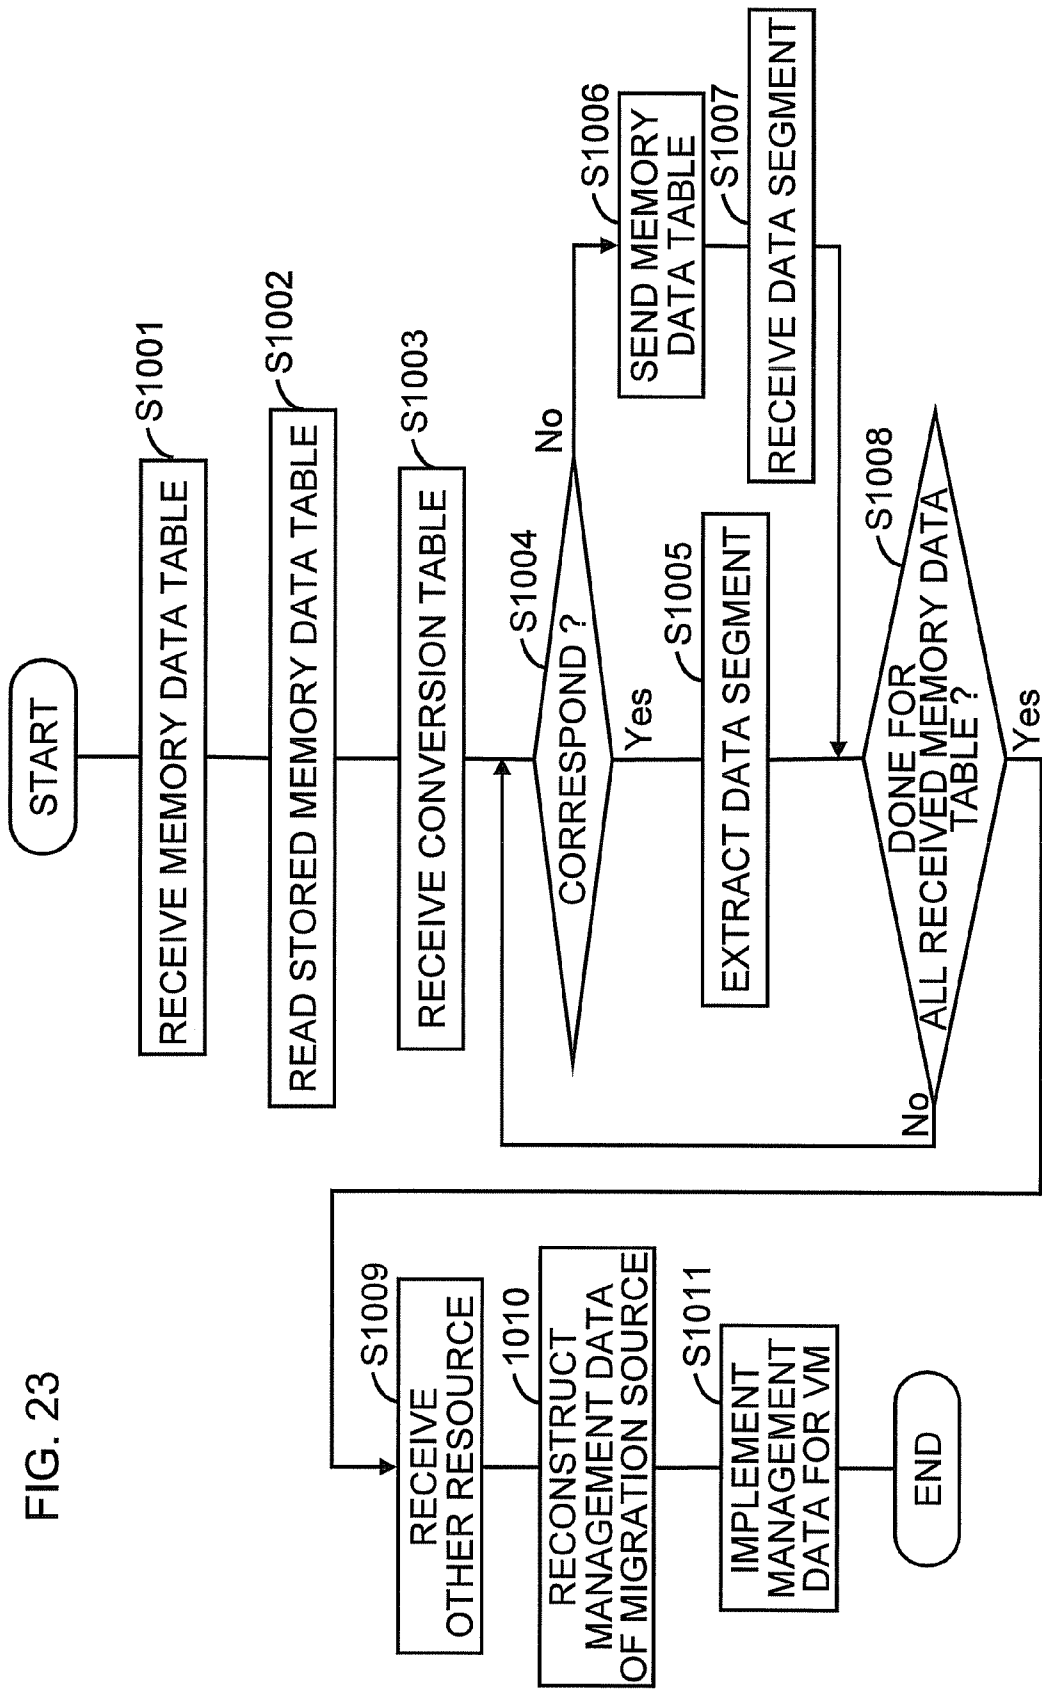 FIG. 23
START
S1001
RECEIVE MEMORY DATA TABLE
S1002
READ STORED MEMORY DATA TABLE
S1003
RECEIVE CONVERSION TABLE
S1004
CORRESPOND ?
No
Yes
S1005
EXTRACT DATA SEGMENT
S1006
SEND MEMORY
DATA TABLE
S1007
RECEIVE DATA SEGMENT
S1008
DONE FOR
ALL RECEIVED MEMORY DATA
TABLE ?
No
Yes
S1009
RECEIVE
OTHER RESOURCE
1010
RECONSTRUCT
MANAGEMENT DATA
OF MIGRATION SOURCE
S1011
IMPLEMENT
MANAGEMENT
DATA FOR VM
END